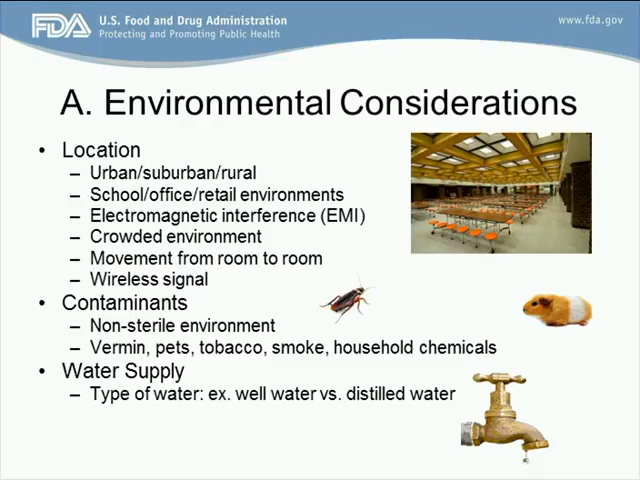 FDA
U.S. Food and Drug Administration
Protecting and Promoting Public Health
www.fda.gov
A. Environmental Considerations
• Location
– Urban/suburban/rural
– School/office/retail environments
– Electromagnetic interference (EMI)
– Crowded environment
– Movement from room to room
– Wireless signal
• Contaminants
– Non-sterile environment
– Vermin, pets, tobacco, smoke, household chemicals
• Water Supply
– Type of water: ex. well water vs. distilled water